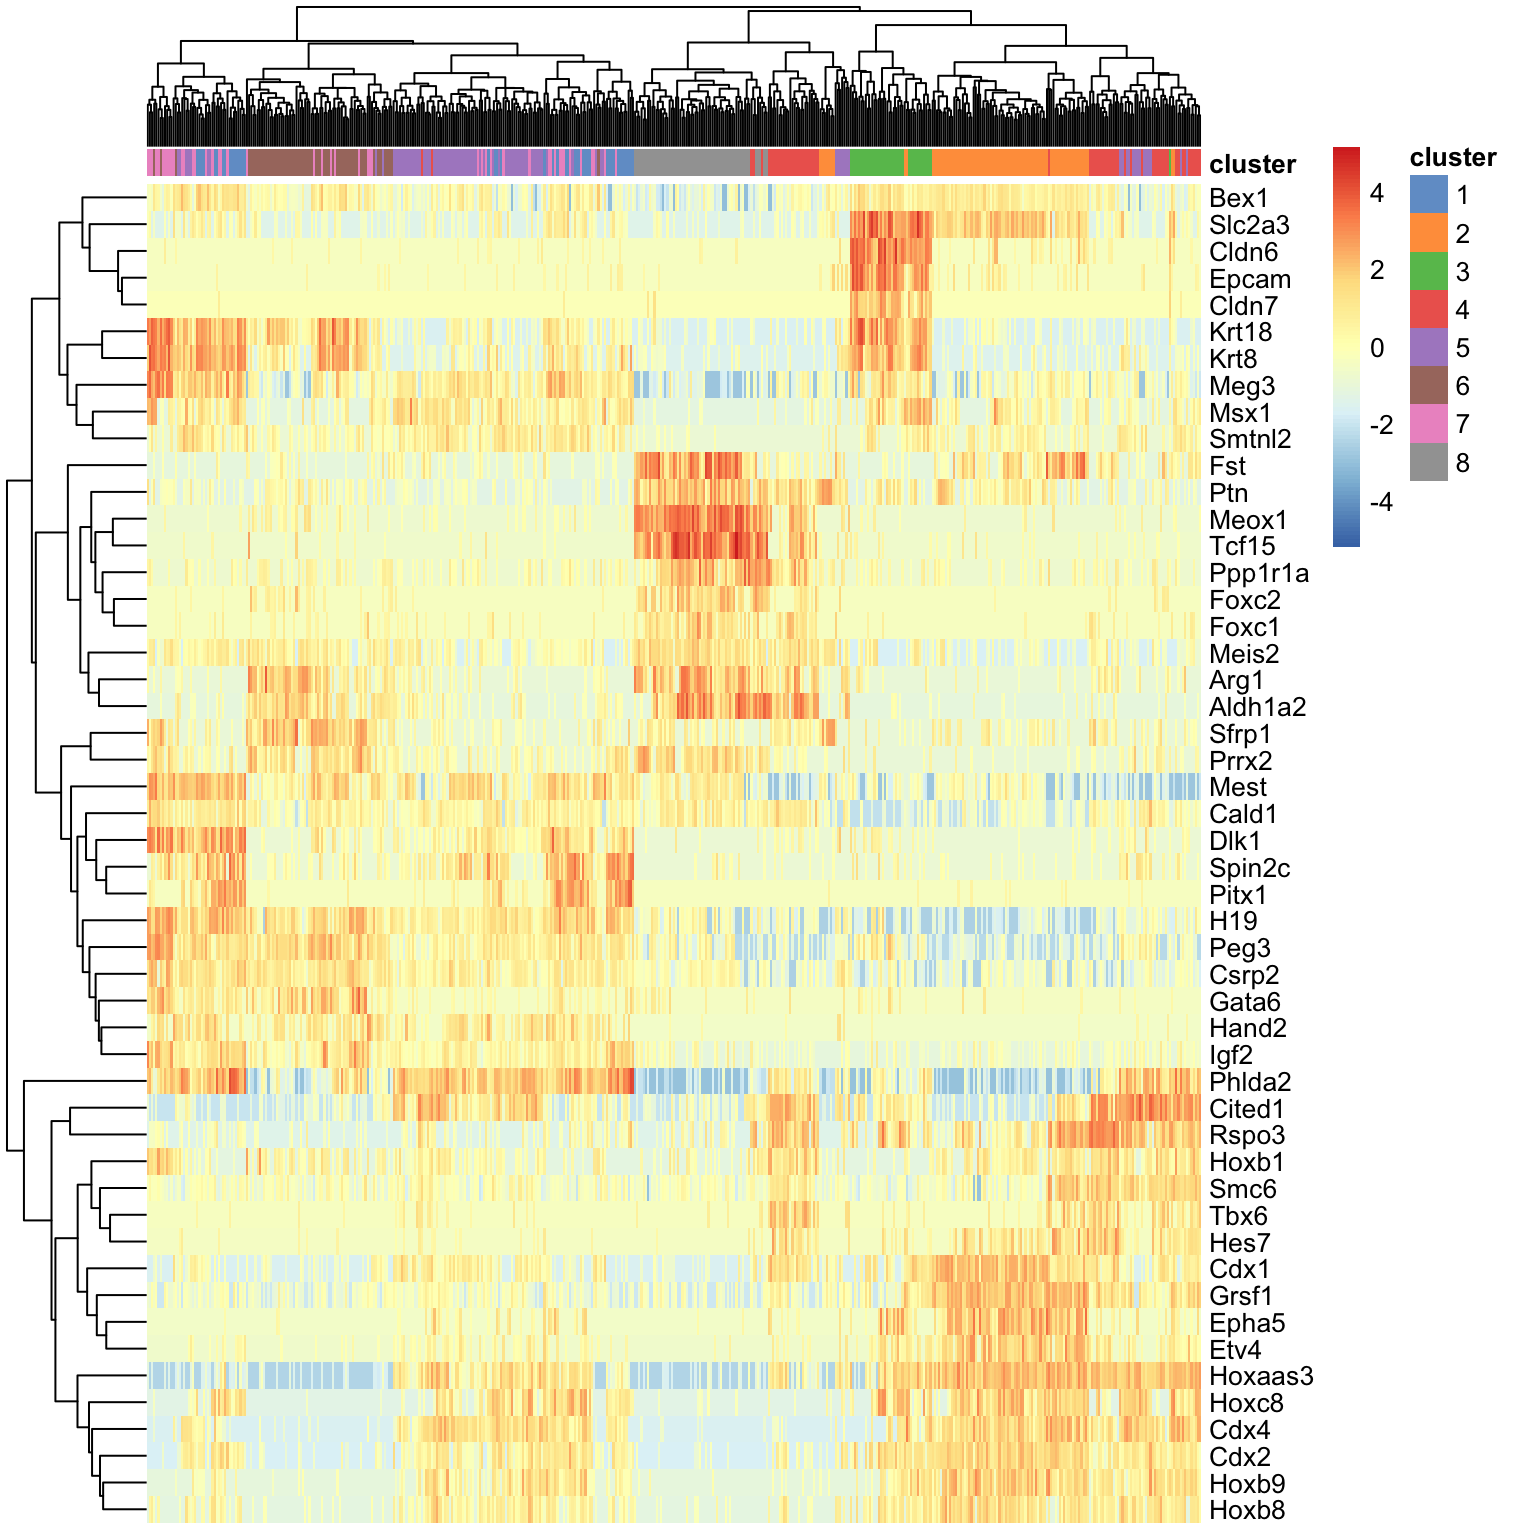 cluster
Bex1
Slc2a3
Cldn6
Epcam
Cldn7
Krt18
Krt8
Meg3
Msx1
Smtnl2
Fst
Ptn
Meox1
Tcf15
Ppp1r1a
Foxc2
Foxc1
Meis2
Arg1
Aldh1a2
Sfrp1
Prrx2
Mest
Cald1
Dlk1
Spin2c
Pitx1
H19
Peg3
Csrp2
Gata6
Hand2
Igf2
Phlda2
Cited1
Rspo3
Hoxb1
Smc6
Tbx6
Hes7
Cdx1
Grsf1
Epha5
Etv4
Hoxaas3
Hoxc8
Cdx4
Cdx2
Hoxb9
Hoxb8
4
2
0
-2
-4
cluster
1
2
3
4
5
6
7
8